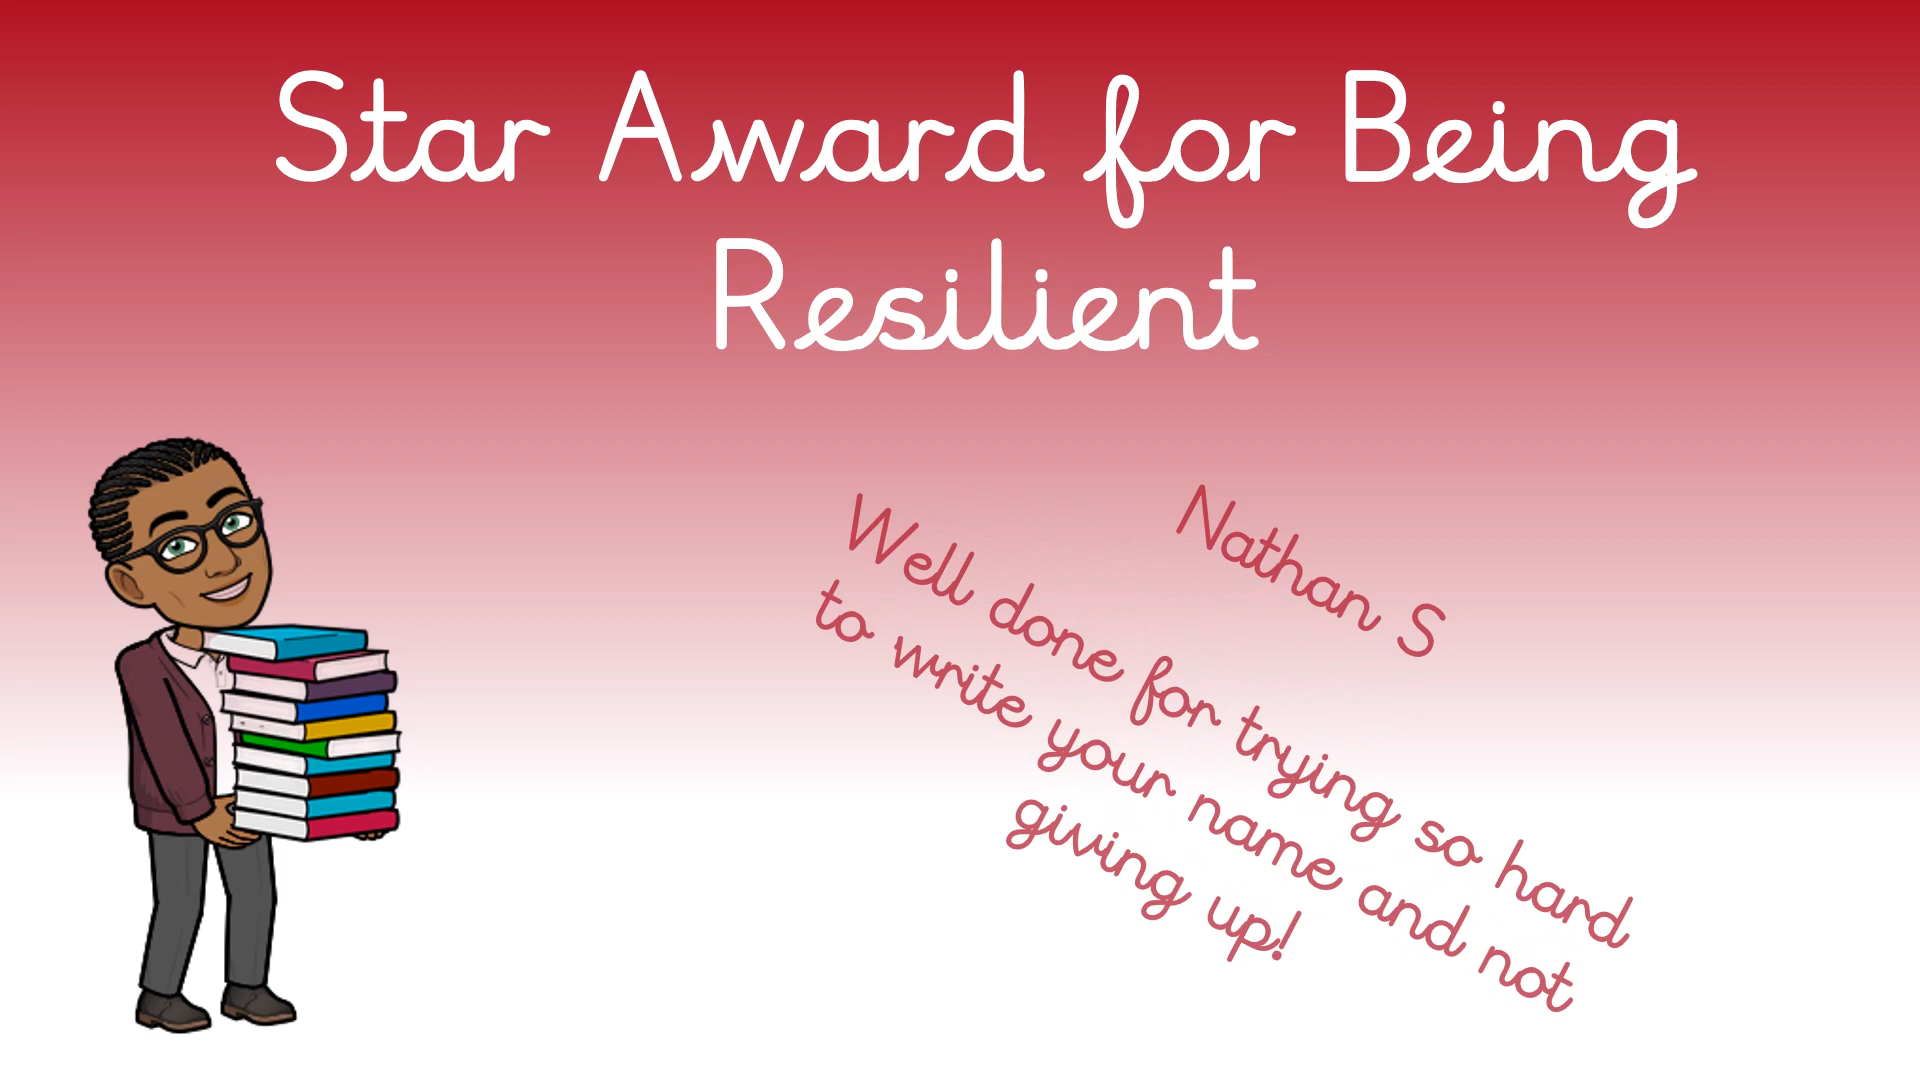 Star Award for Being
Resilient
Nathan S
Well done for trying so hard
to write your name and not
giving up!